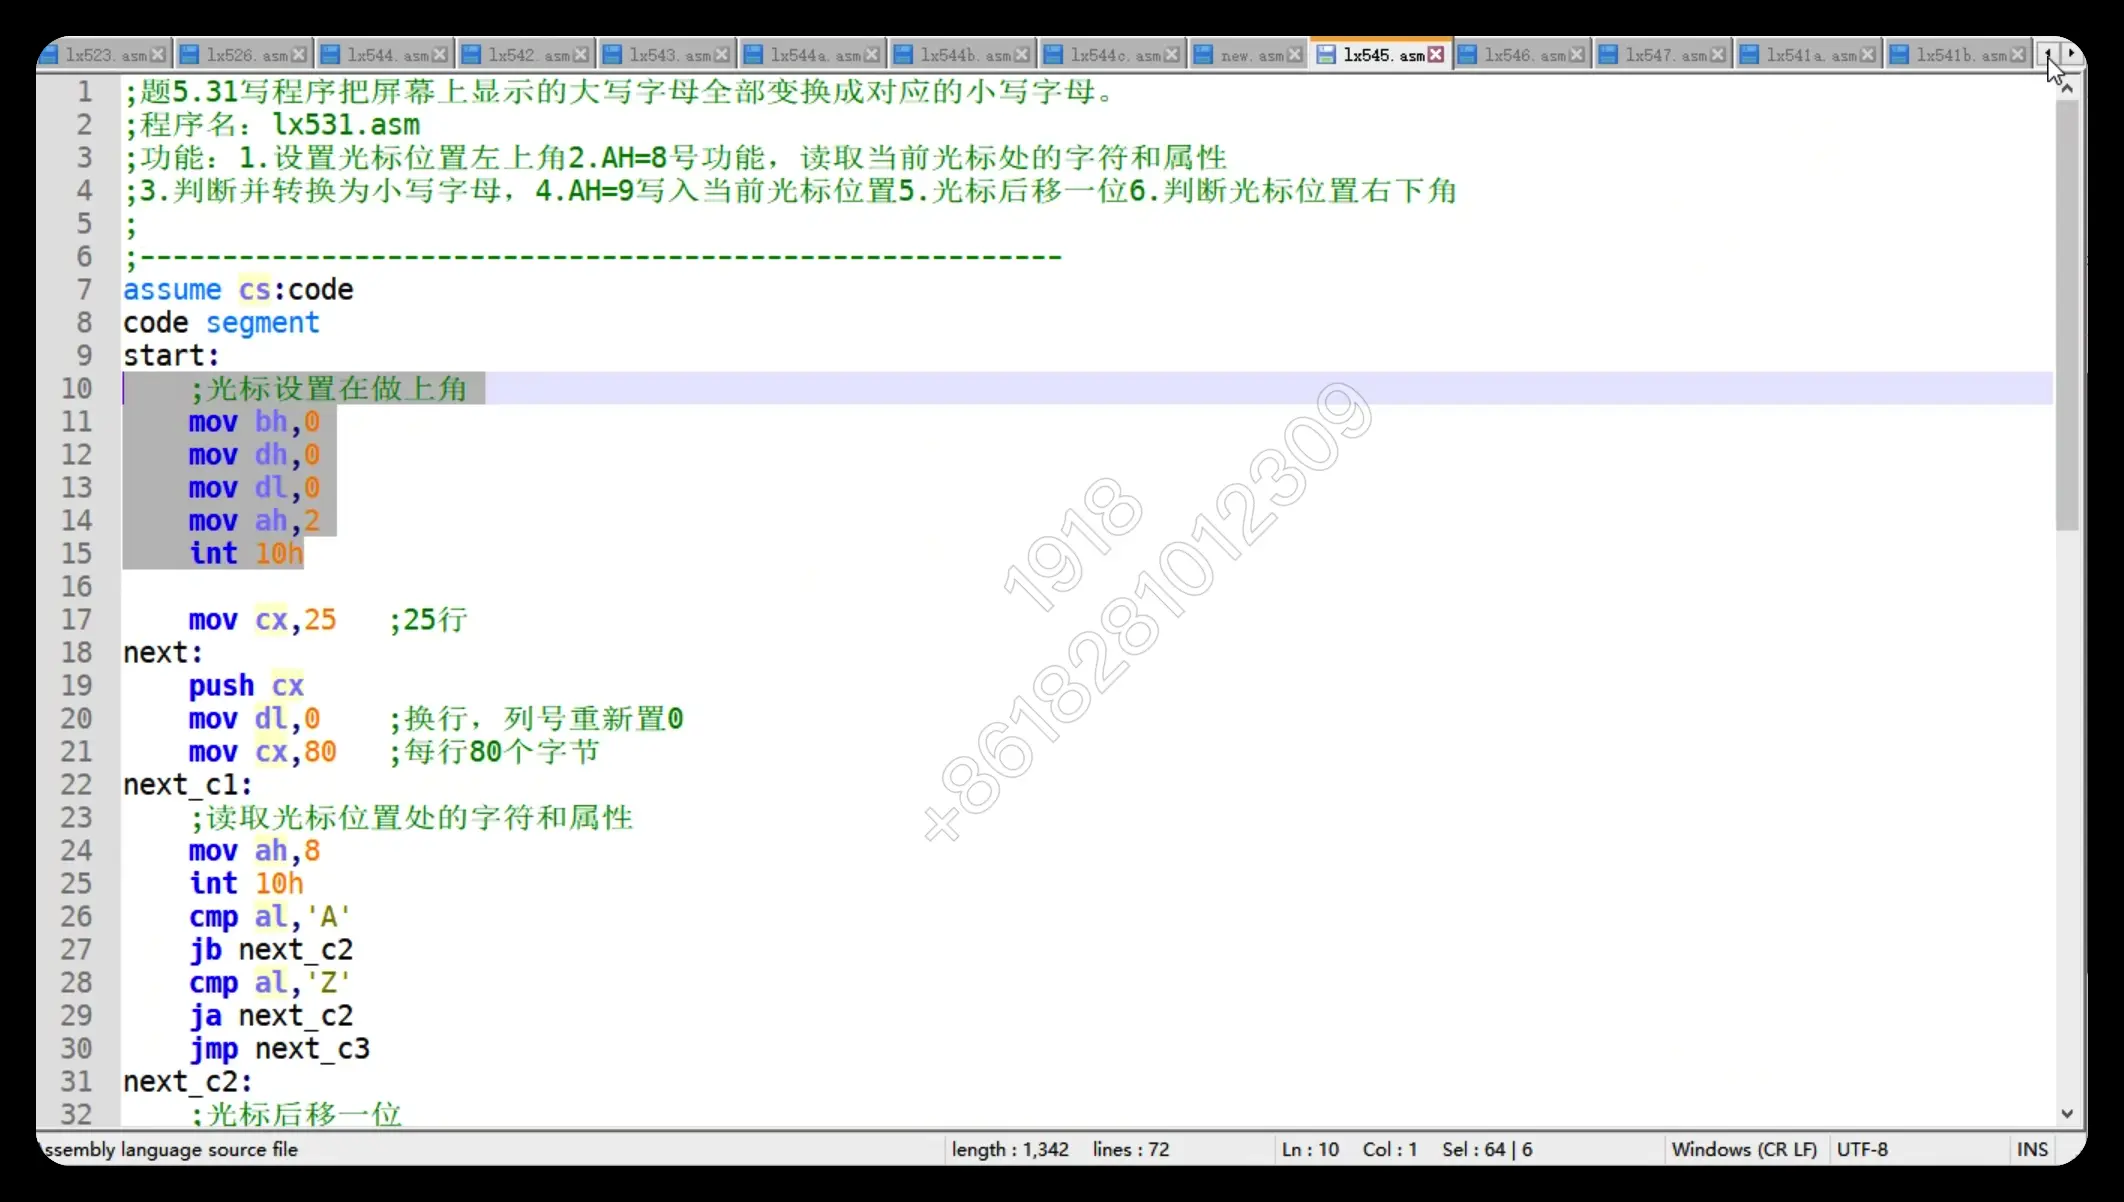 lx523.asm lx526.asm lx544.asm lx542.asm lx543.asm lx544a.asm lx544b.asm lx544c.asm new.asm lx545.asm lx546.asm lx547.asm lx541a.asm lx541b.asm
1 ;题5.31写程序把屏幕上显示的大写字母全部变换成对应的小写字母。
2 ;程序名：lx531.asm
3 ;功能：1.设置光标位置左上角2.AH=8号功能，读取当前光标处的字符和属性
4 ;3.判断并转换为小写字母，4.AH=9写入当前光标位置5.光标后移一位6.判断光标位置右下角
5 ;
6 ;--------------------------------------------------------
7 assume cs:code
8 code segment
9 start:
10 ;光标设置在做上角
11 mov bh,0
12 mov dh,0
13 mov dl,0
14 mov ah,2
15 int 10h
16
17 mov cx,25 ;25行
18 next:
19 push cx
20 mov dl,0 ;换行，列号重新置0
21 mov cx,80 ;每行80个字节
22 next_c1:
23 ;读取光标位置处的字符和属性
24 mov ah,8
25 int 10h
26 cmp al,'A'
27 jb next_c2
28 cmp al,'Z'
29 ja next_c2
30 jmp next_c3
31 next_c2:
32 ;光标后移一位
1918
+8618281012309
ssembly language source file length : 1,342 lines : 72 Ln : 10 Col : 1 Sel : 64 | 6 Windows (CR LF) UTF-8 INS